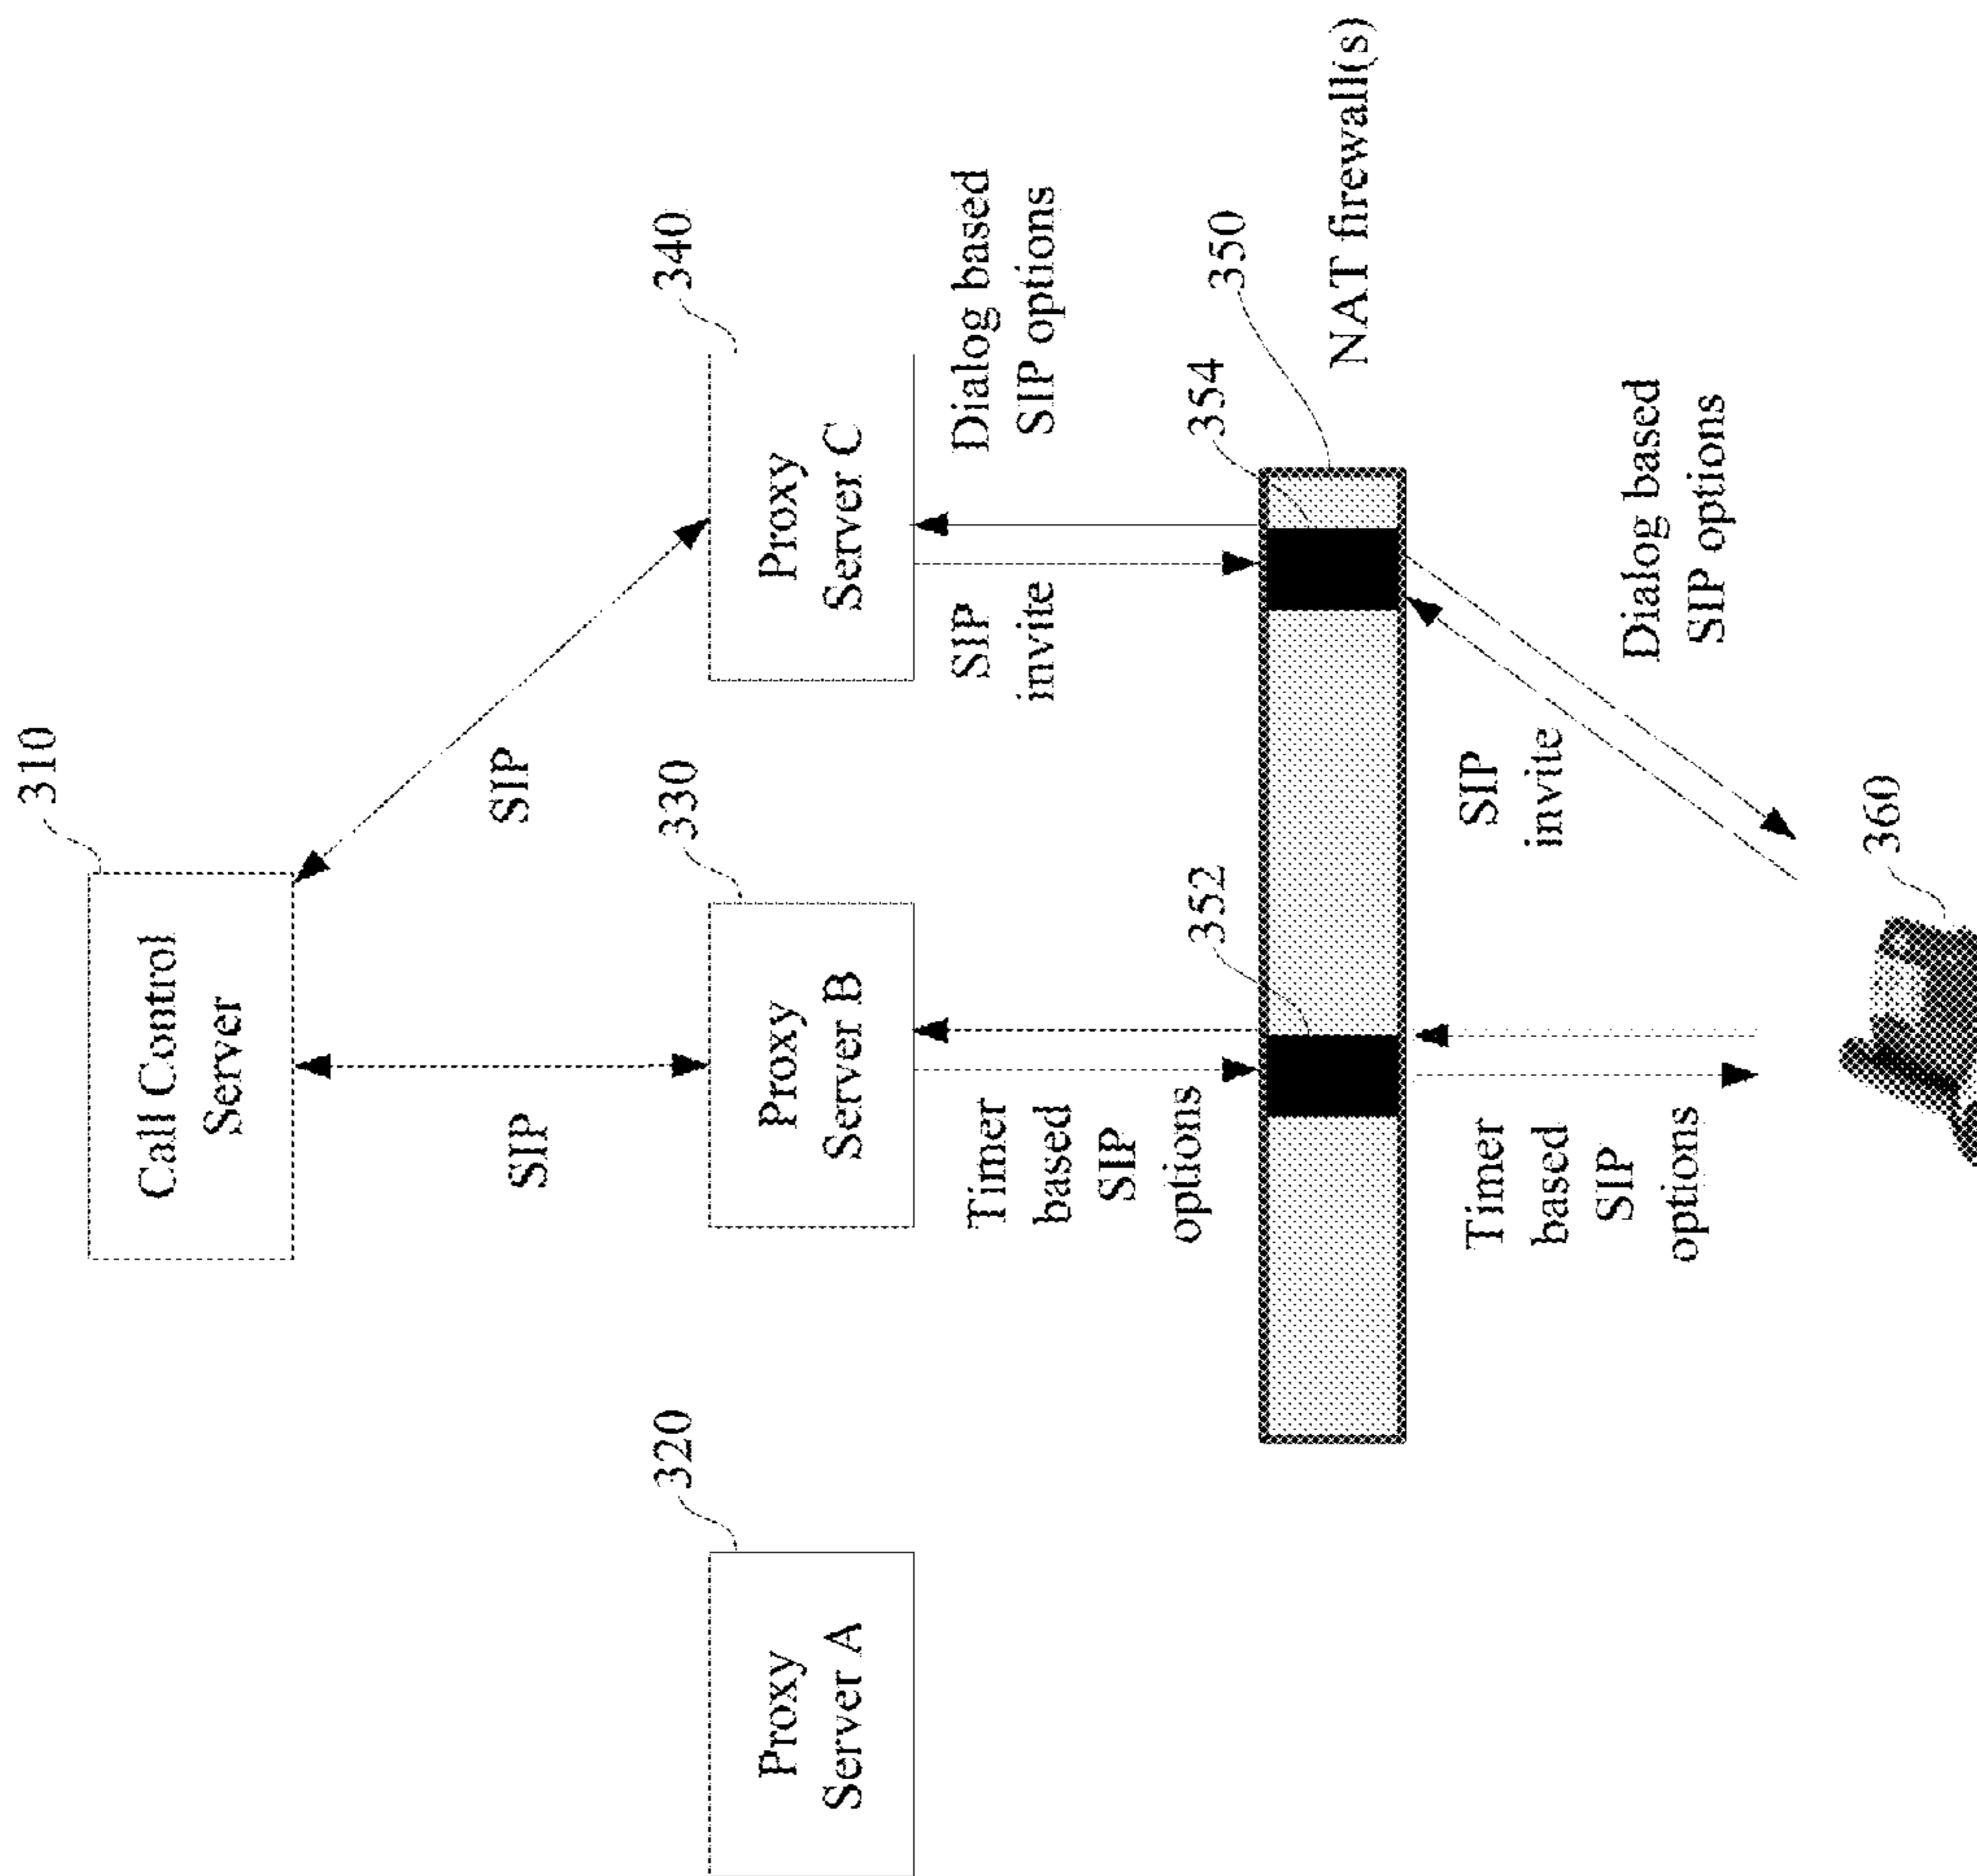 310
Call Control
Server
SIP
SIP
320
330
340
Proxy
Server A
Proxy
Server B
Proxy
Server C
Timer
based
SIP
options
SIP
invite
Dialog based
SIP options
352
354
350
NAT firewall(s)
Timer
based
SIP
options
SIP
invite
Dialog based
SIP options
360